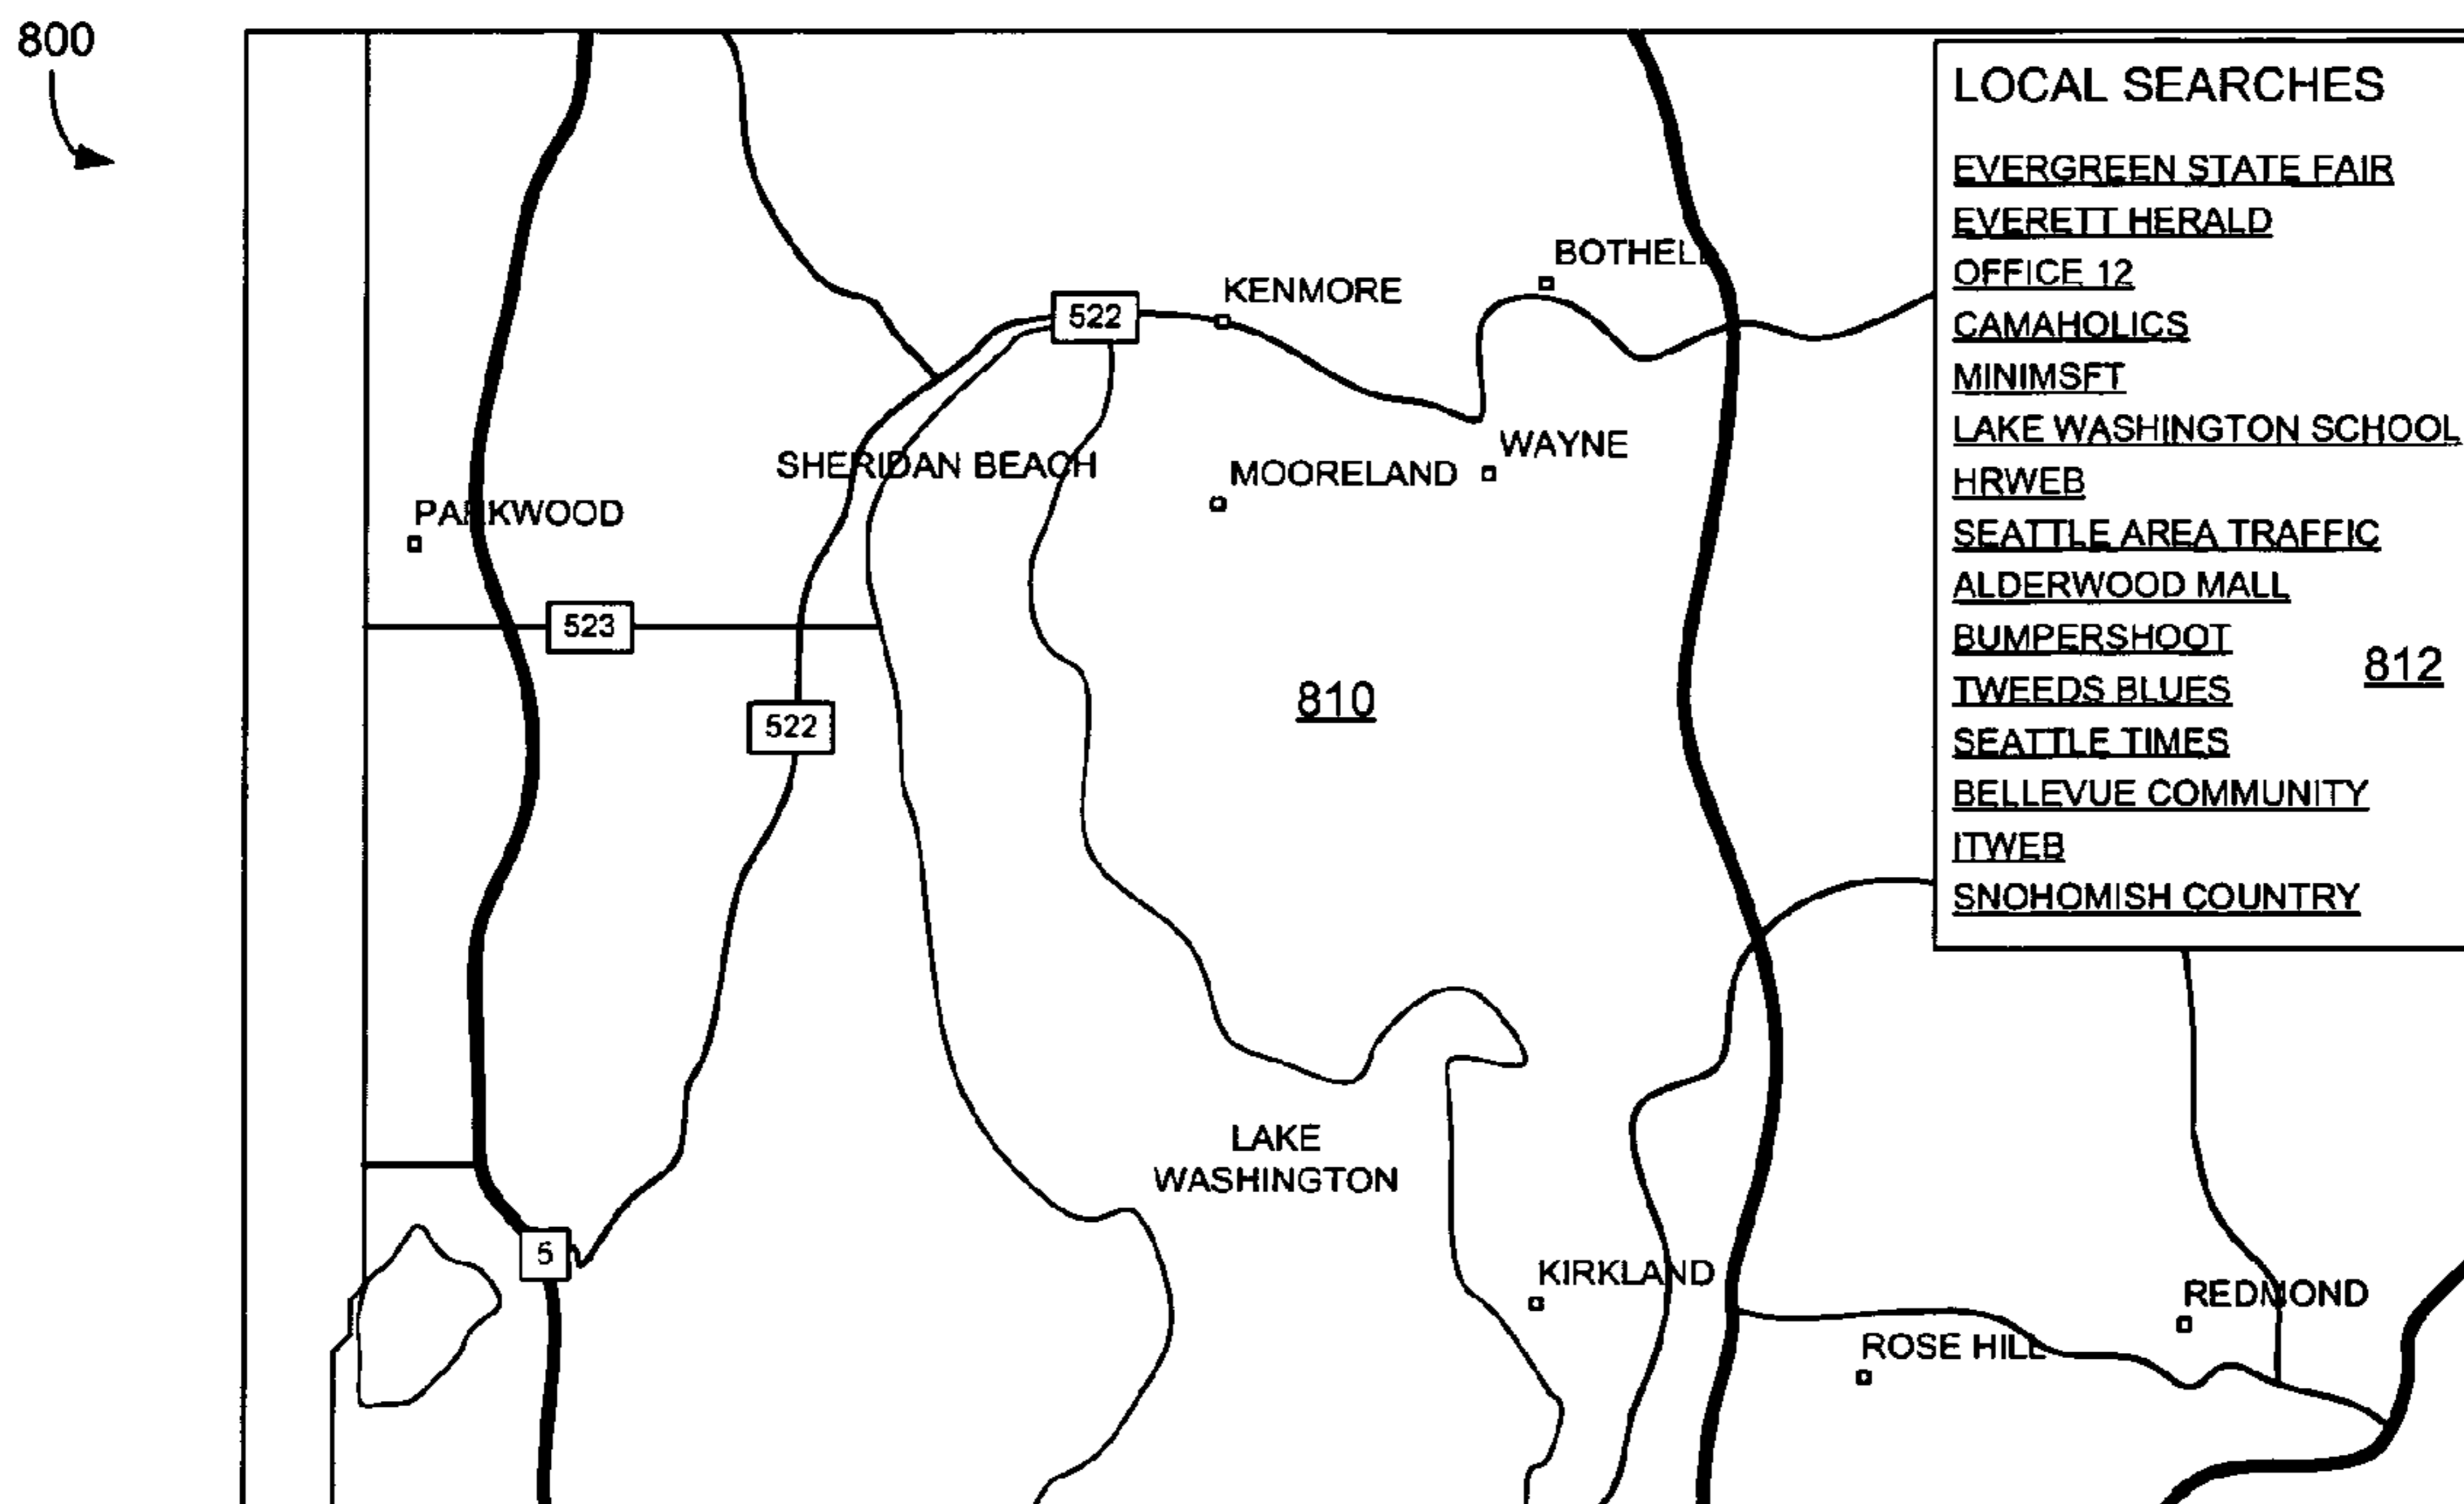 800
LOCAL SEARCHES
EVERGREEN STATE FAIR
EVERETT HERALD
OFFICE 12
CAMAHOLICS
MINIMSFT
LAKE WASHINGTON SCHOOL
HRWEB
SEATTLE AREA TRAFFIC
ALDERWOOD MALL
BUMPERSHOOT
812
TWEEDS BLUES
SEATTLE TIMES
BELLEVUE COMMUNITY
ITWEB
SNOHOMISH COUNTRY
BOTHELL
KENMORE
522
WAYNE
SHERIDAN BEACH
MOORELAND
PARKWOOD
523
810
522
LAKE
WASHINGTON
5
KIRKLAND
REDMOND
ROSE HILL